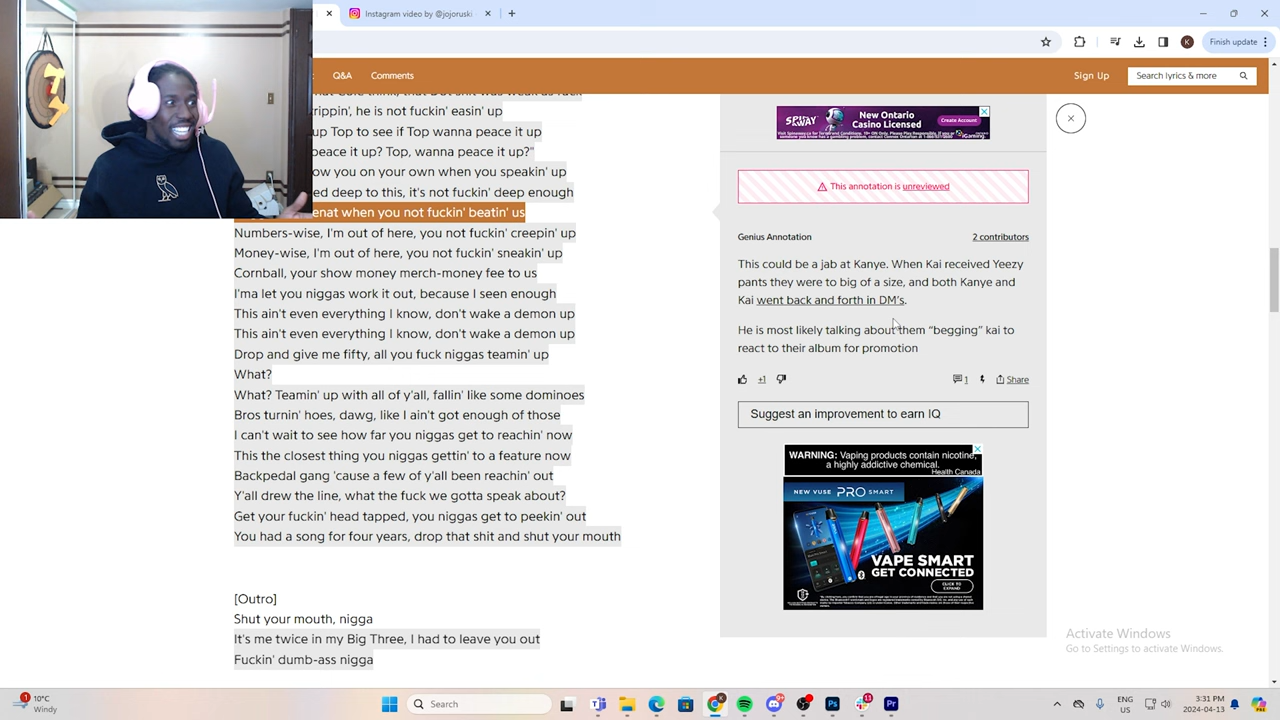 Instagram video by @jojoruski
Finish update
Q&A
Comments
Sign Up
Search lyrics & more
rippin', he is not fuckin' easin' up
up Top to see if Top wanna peace it up
peace it up? Top, wanna peace it up?"
ow you on your own when you speakin' up
ed deep to this, it's not fuckin' deep enough
enat when you not fuckin' beatin' us
Numbers-wise, I'm out of here, you not fuckin' creepin' up
Money-wise, I'm out of here, you not fuckin' sneakin' up
Cornball, your show money merch-money fee to us
I'ma let you niggas work it out, because I seen enough
This ain't even everything I know, don't wake a demon up
This ain't even everything I know, don't wake a demon up
Drop and give me fifty, all you fuck niggas teamin' up
What?
What? Teamin' up with all of y'all, fallin' like some dominoes
Bros turnin' hoes, dawg, like I ain't got enough of those
I can't wait to see how far you niggas get to reachin' now
This the closest thing you niggas gettin' to a feature now
Backpedal gang 'cause a few of y'all been reachin' out
Y'all drew the line, what the fuck we gotta speak about?
Get your fuckin' head tapped, you niggas get to peekin' out
You had a song for four years, drop that shit and shut your mouth
[Outro]
Shut your mouth, nigga
It's me twice in my Big Three, I had to leave you out
Fuckin' dumb-ass nigga
New Ontario
Casino Licensed
Create Account
This annotation is unreviewed
Genius Annotation
2 contributors
This could be a jab at Kanye. When Kai received Yeezy
pants they were to big of a size, and both Kanye and
Kai went back and forth in DM's.
He is most likely talking about them “begging” kai to
react to their album for promotion
+1
1
Share
Suggest an improvement to earn IQ
WARNING: Vaping products contain nicotine,
a highly addictive chemical.
Health Canada
NEW VUSE PRO SMART
VAPE SMART
GET CONNECTED
CLICK TO
EXPAND
Activate Windows
Go to Settings to activate Windows.
1
10°C
Windy
Search
ENG
US
3:31 PM
2024-04-13